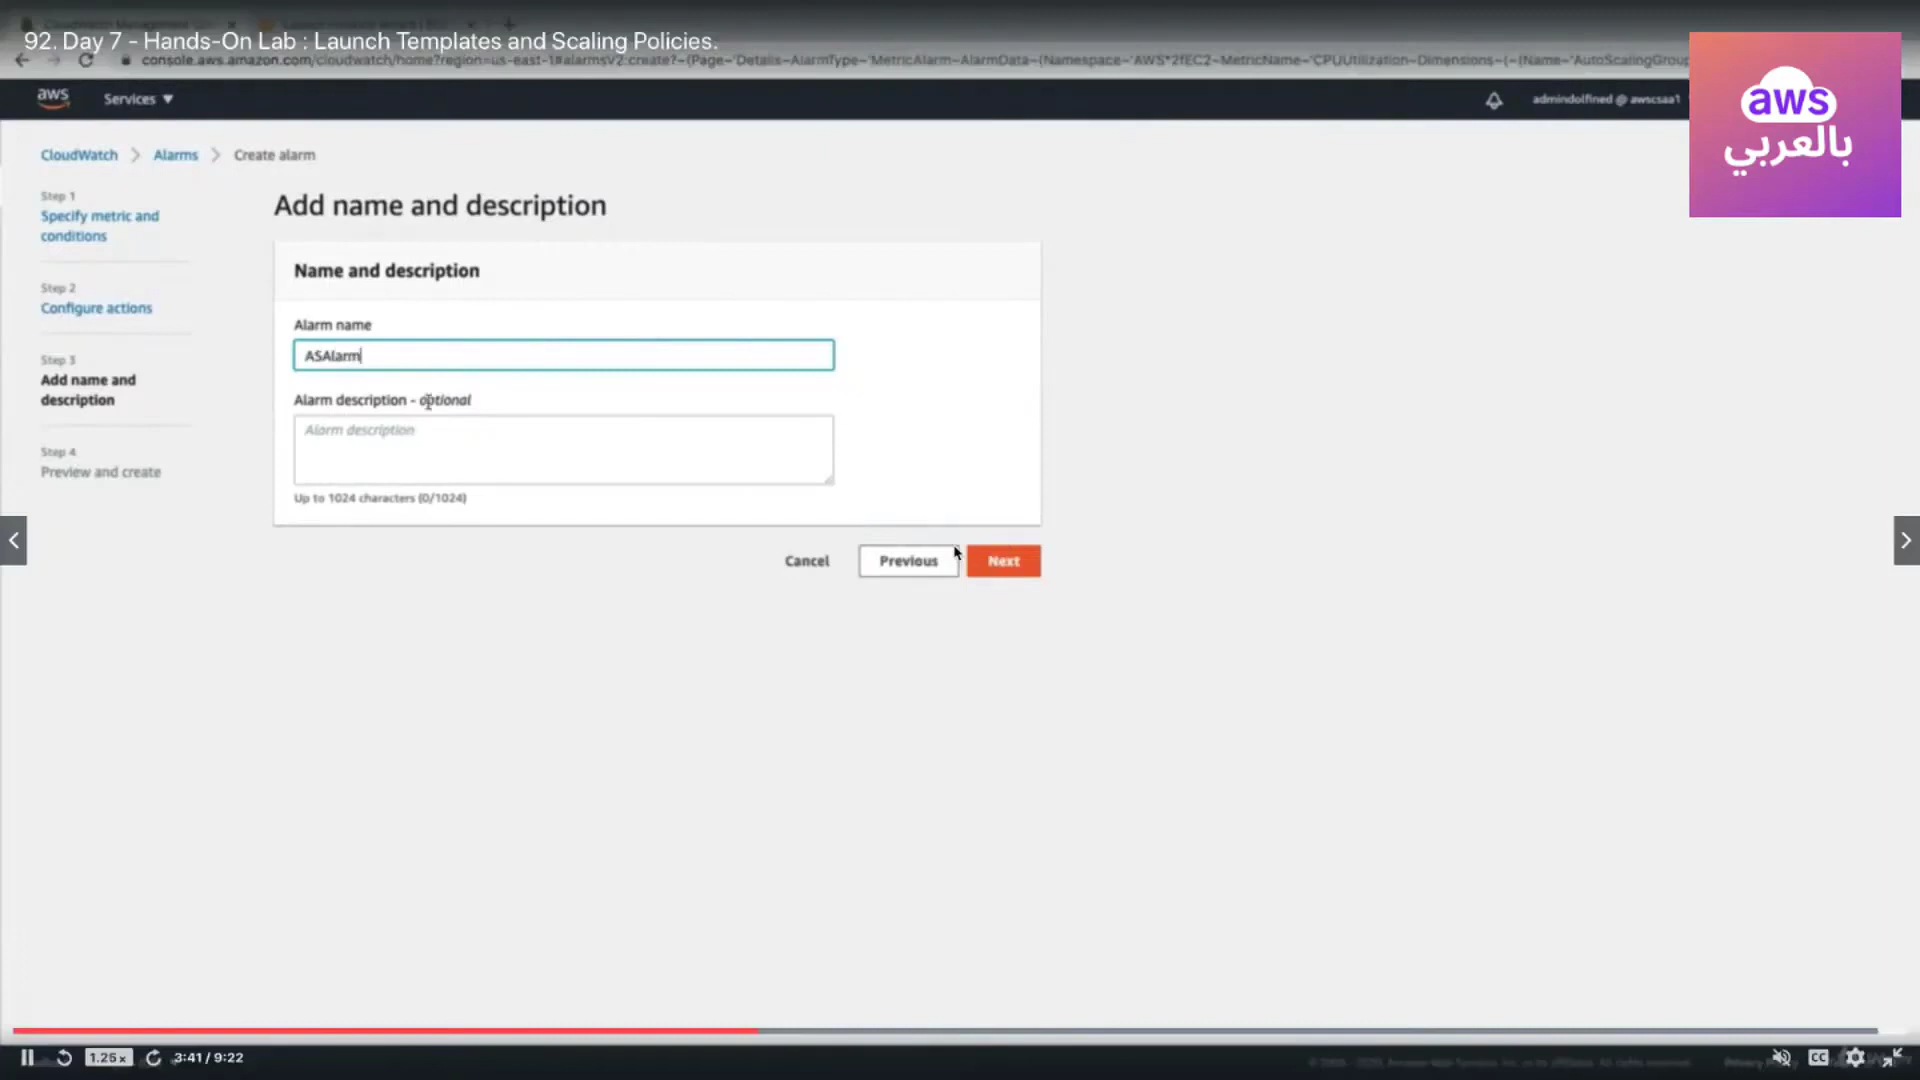 92. Day 7 - Hands-On Lab : Launch Templates and Scaling Policies.
console.aws.amazon.com/cloudwatch/home?region=us-east-1#alarmsV2:create?~(Page~'Details~AlarmType~'MetricAlarm~AlarmData~(Namespace~'AWS*2fEC2~MetricName~'CPUUtilization~Dimensions~(~(Name~'AutoScalingGroup
aws
Services
admindolfined @ awscsaa1
aws
بالعربي
CloudWatch
Alarms
Create alarm
Step 1
Specify metric and
conditions
Step 2
Configure actions
Step 3
Add name and
description
Step 4
Preview and create
Add name and description
Name and description
Alarm name
ASAlarm
Alarm description - optional
Alarm description
Up to 1024 characters (0/1024)
Cancel
Previous
Next
1.25x
3:41 / 9:22
CC